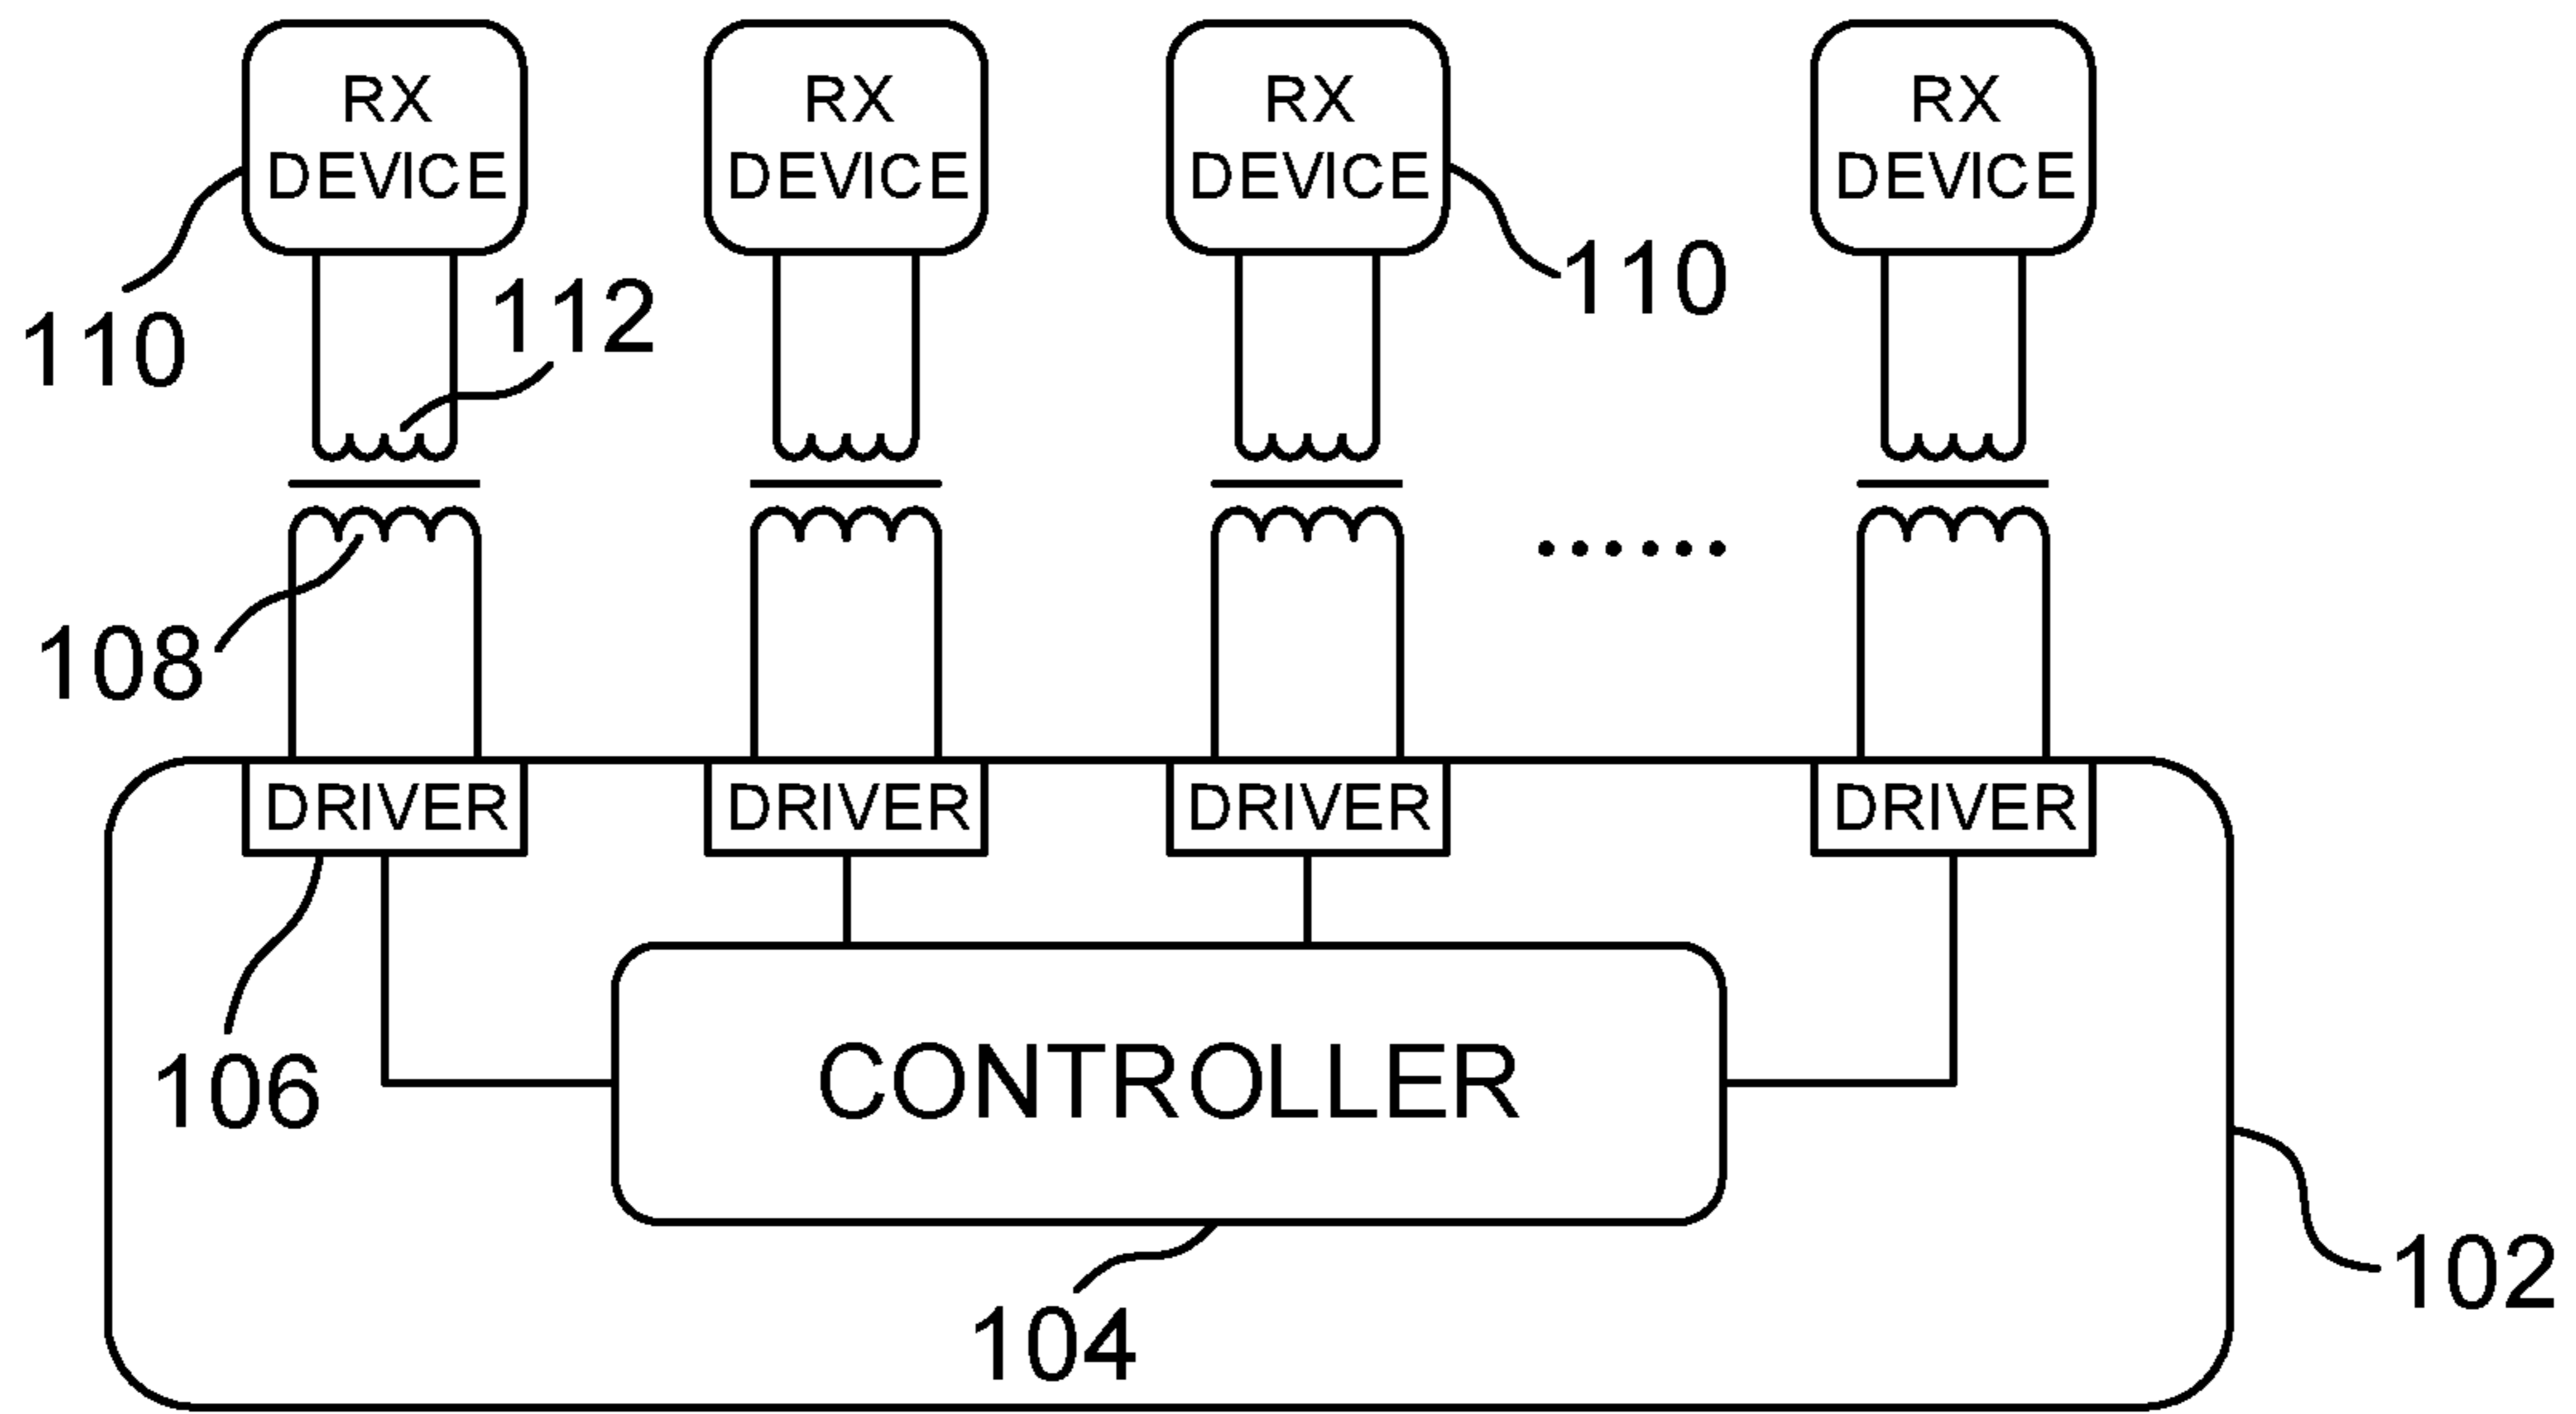 RX
DEVICE
RX
DEVICE
RX
DEVICE
RX
DEVICE
110
112
110
108
DRIVER
DRIVER
DRIVER
DRIVER
106
CONTROLLER
104
102